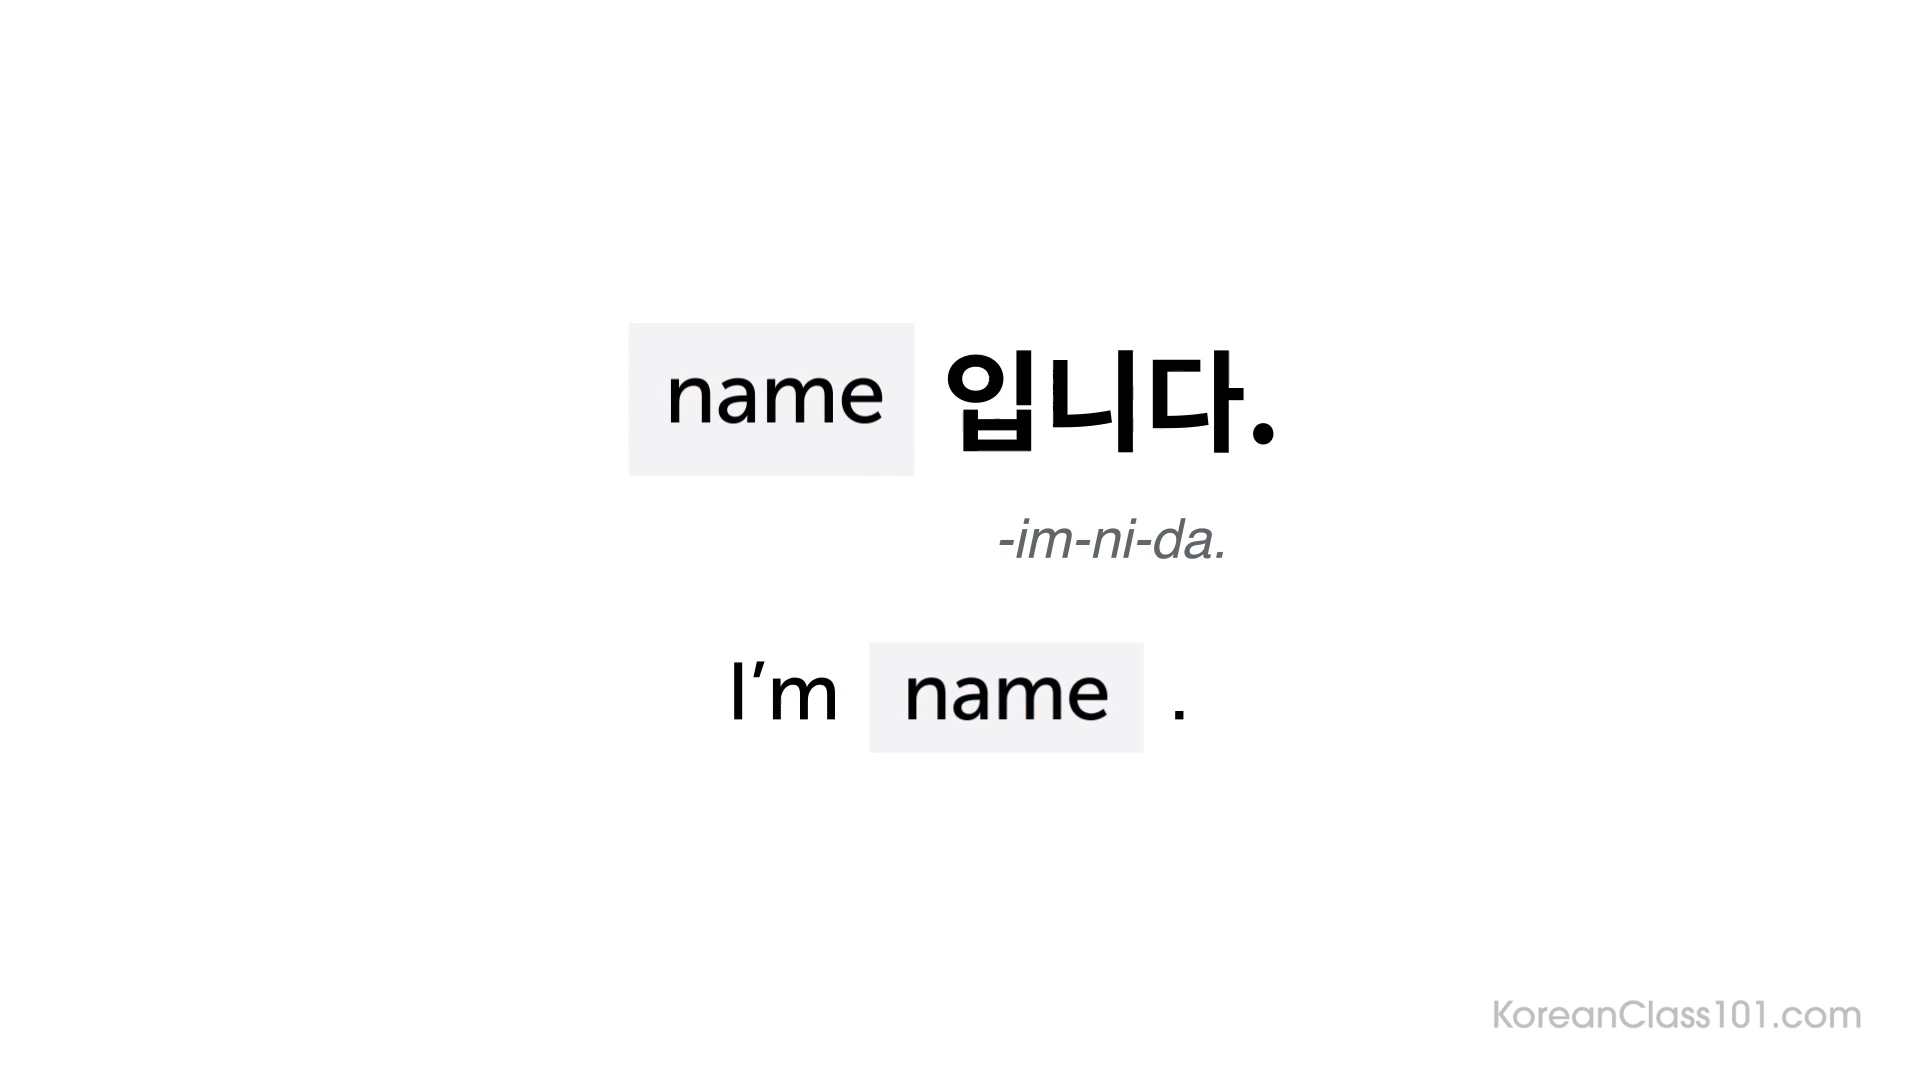 name 입니다.
-im-ni-da.
I'm name .
KoreanClass101.com